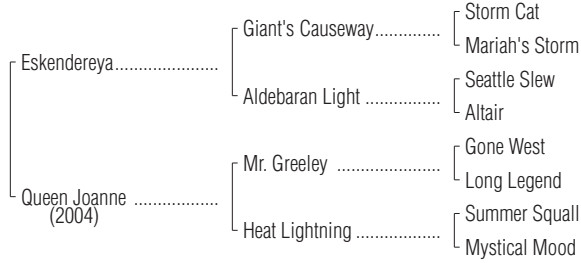 Storm Cat
Giant's Causeway..............
Mariah's Storm
Eskendereya......................
Seattle Slew
Aldebaran Light ................
Altair
Gone West
Mr. Greeley ......................
Long Legend
Queen Joanne ..................
(2004)
Summer Squall
Heat Lightning ..................
Mystical Mood